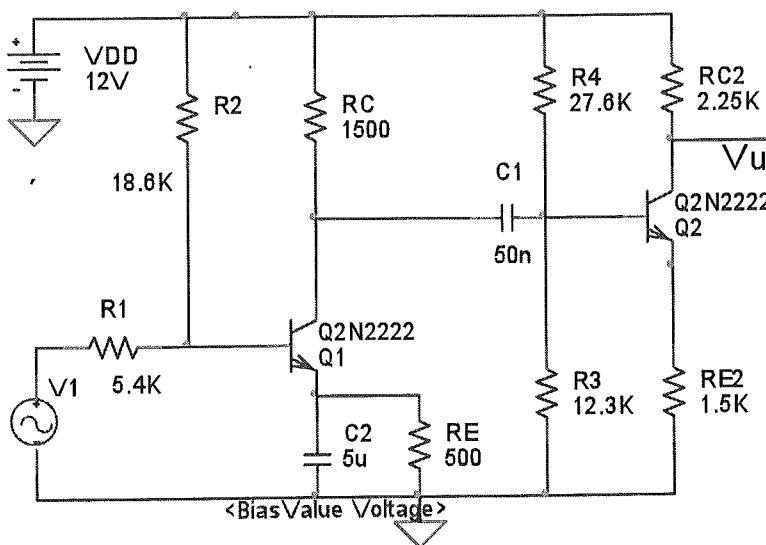 +
VDD
12V
-
R2
18.6K
RC
1500
R4
27.6K
RC2
2.25K
Vu
C1
50n
Q2N2222
Q2
R1
5.4K
V1
Q2N2222
Q1
R3
12.3K
RE2
1.5K
C2
5u
RE
500
<BiasValue Voltage>